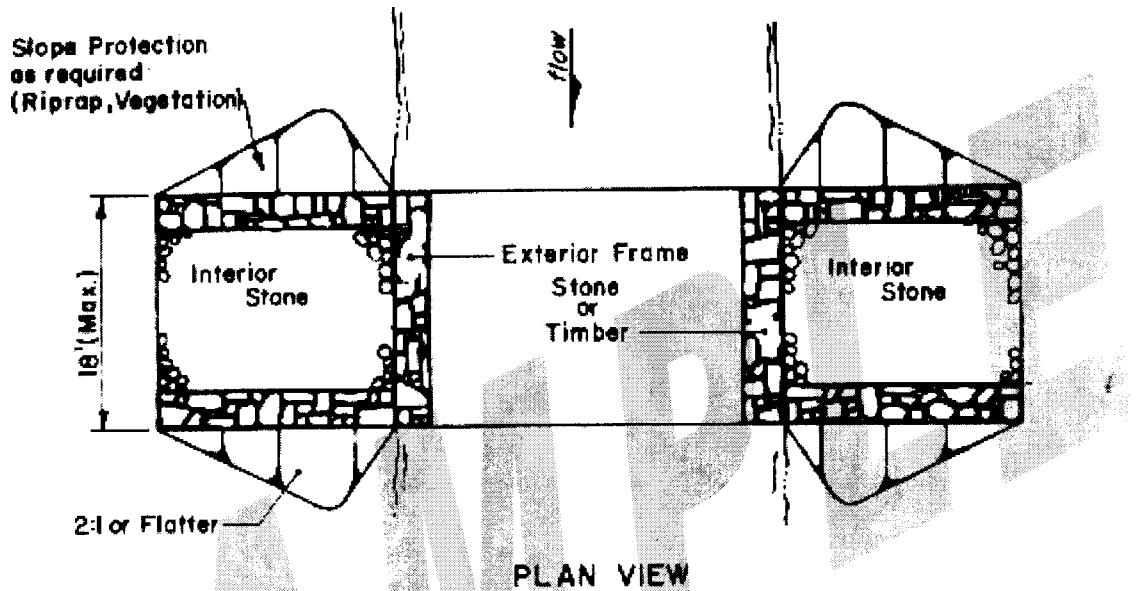 Slope Protection
as required
(Riprap, Vegetation)
flow
18'(Max.)
Interior
Stone
Exterior Frame
Stone
or
Timber
Interior
Stone
2:1 or Flatter
PLAN VIEW
SAMPLE